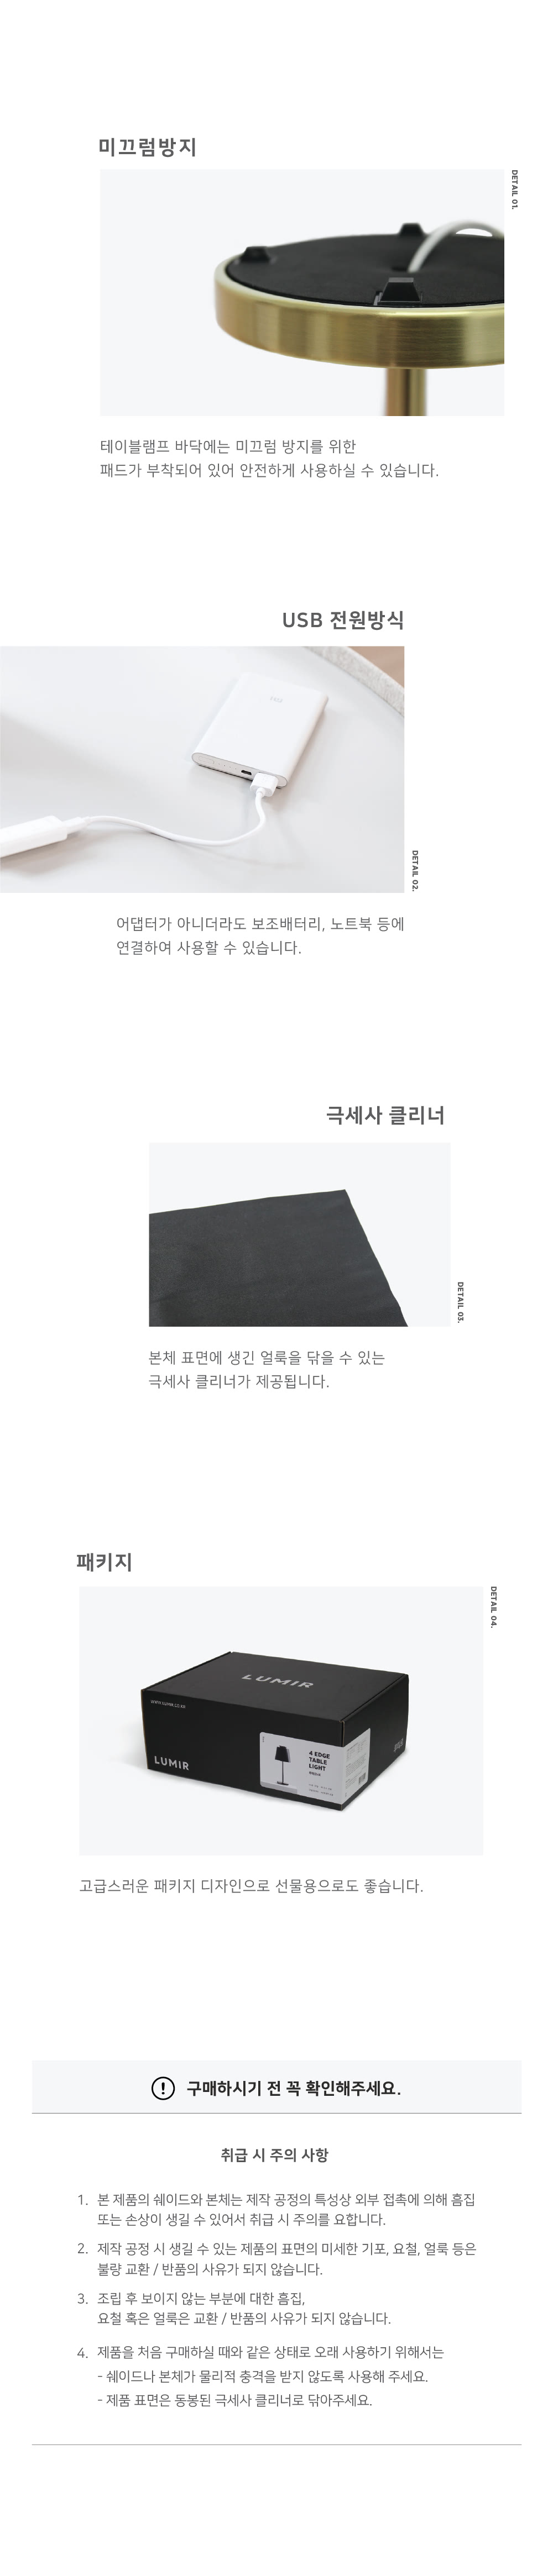 미끄럼방지
DETAIL 01.
테이블램프 바닥에는 미끄럼 방지를 위한
패드가 부착되어 있어 안전하게 사용하실 수 있습니다.
USB 전원방식
DETAIL 02.
어댑터가 아니더라도 보조배터리, 노트북 등에
연결하여 사용할 수 있습니다.
극세사 클리너
DETAIL 03.
본체 표면에 생긴 얼룩을 닦을 수 있는
극세사 클리너가 제공됩니다.
패키지
DETAIL 04.
LUMIR
WWW.LUMIR.CO.KR
LUMIR
4 EDGE
TABLE
LIGHT
고급스러운 패키지 디자인으로 선물용으로도 좋습니다.
구매하시기 전 꼭 확인해주세요.
취급 시 주의 사항
1. 본 제품의 쉐이드와 본체는 제작 공정의 특성상 외부 접촉에 의해 흠집
또는 손상이 생길 수 있어서 취급 시 주의를 요합니다.
2. 제작 공정 시 생길 수 있는 제품의 표면의 미세한 기포, 요철, 얼룩 등은
불량 교환 / 반품의 사유가 되지 않습니다.
3. 조립 후 보이지 않는 부분에 대한 흠집,
요철 혹은 얼룩은 교환 / 반품의 사유가 되지 않습니다.
4. 제품을 처음 구매하실 때와 같은 상태로 오래 사용하기 위해서는
- 쉐이드나 본체가 물리적 충격을 받지 않도록 사용해 주세요.
- 제품 표면은 동봉된 극세사 클리너로 닦아주세요.